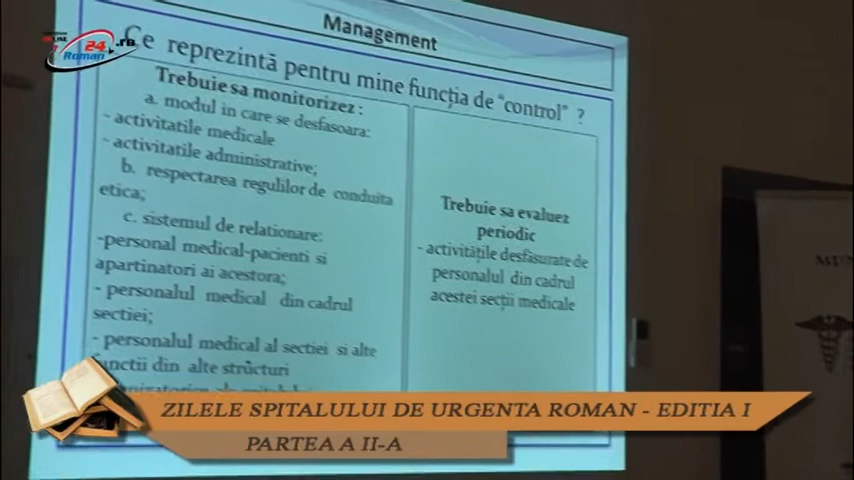 Roman 24 .ro
Management
Ce reprezintă pentru mine funcția de "control" ?
Trebuie sa monitorizez :
a. modul in care se desfasoara:
- activitatile medicale
- activitatile administrative;
b. respectarea regulilor de conduita
etica;
c. sistemul de relationare:
-personal medical-pacienti si
apartinatori ai acestora;
- personalul medical din cadrul
sectiei;
- personalul medical al sectiei si alte
functii din alte structuri
Trebuie sa evaluez
periodic
- activitățile desfasurate de
personalul din cadrul
acestei secții medicale
ZILELE SPITALULUI DE URGENTA ROMAN - EDITIA I
PARTEA A II-A